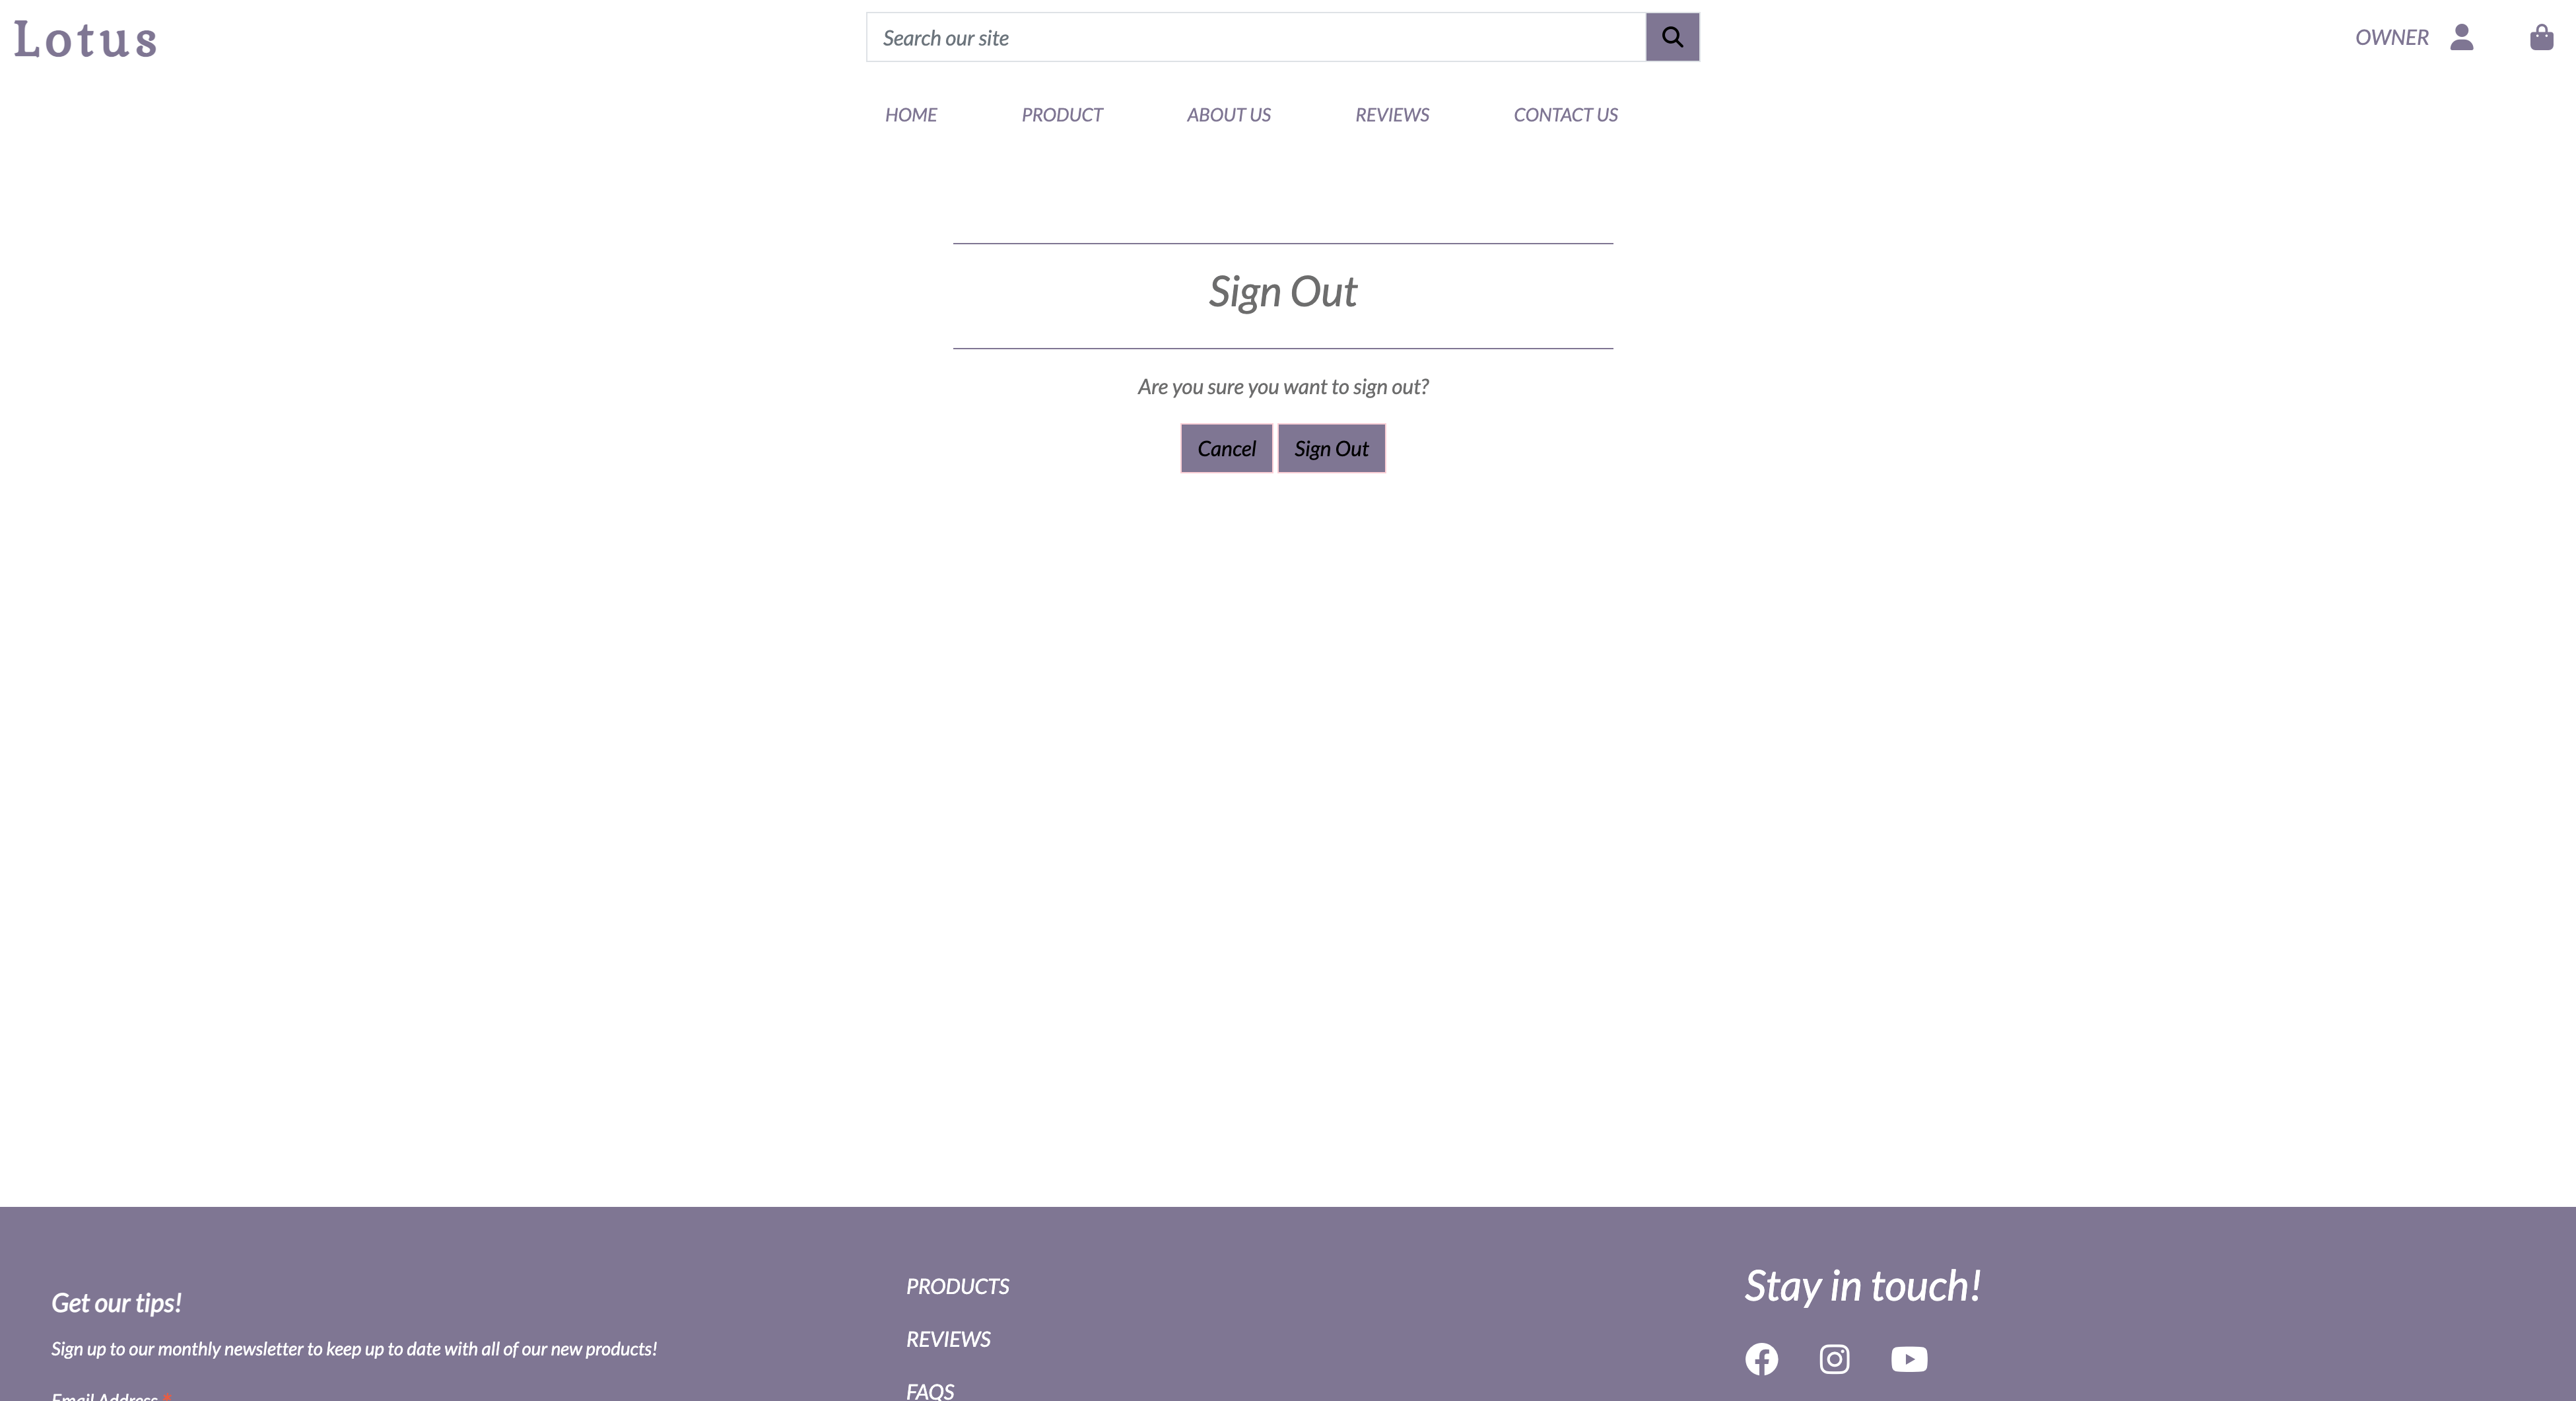 Lotus
Search our site
OWNER
HOME PRODUCT ABOUT US REVIEWS CONTACT US
Sign Out
Are you sure you want to sign out?
Cancel Sign Out
Get our tips!
Sign up to our monthly newsletter to keep up to date with all of our new products!
Email Address *
PRODUCTS
REVIEWS
FAQS
Stay in touch!